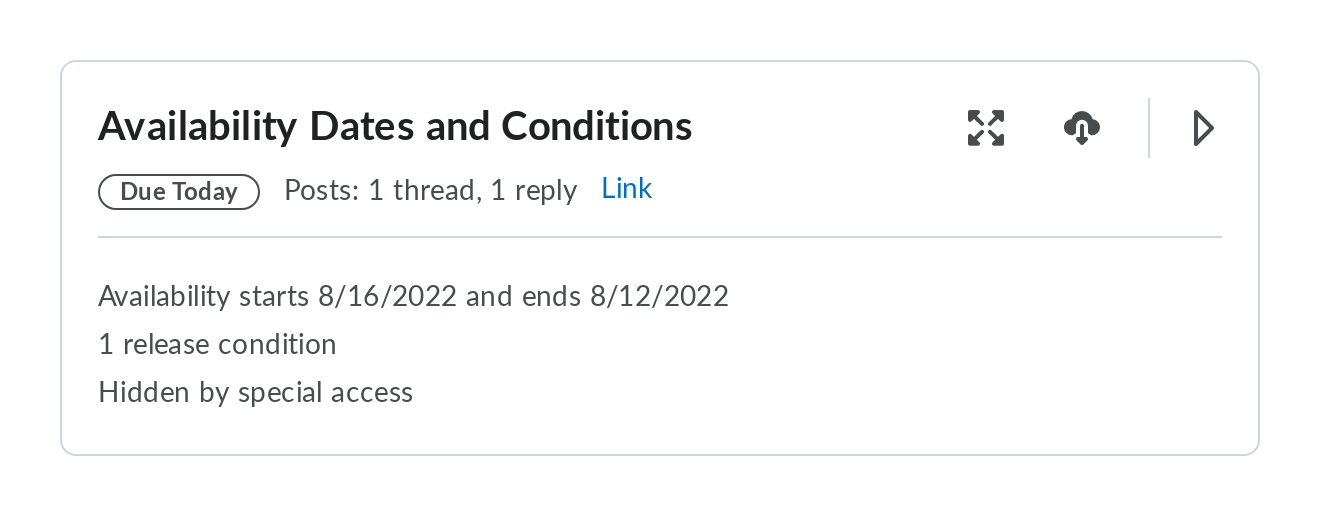 Availability Dates and Conditions
Due Today Posts: 1 thread, 1 reply Link
Availability starts 8/16/2022 and ends 8/12/2022
1 release condition
Hidden by special access